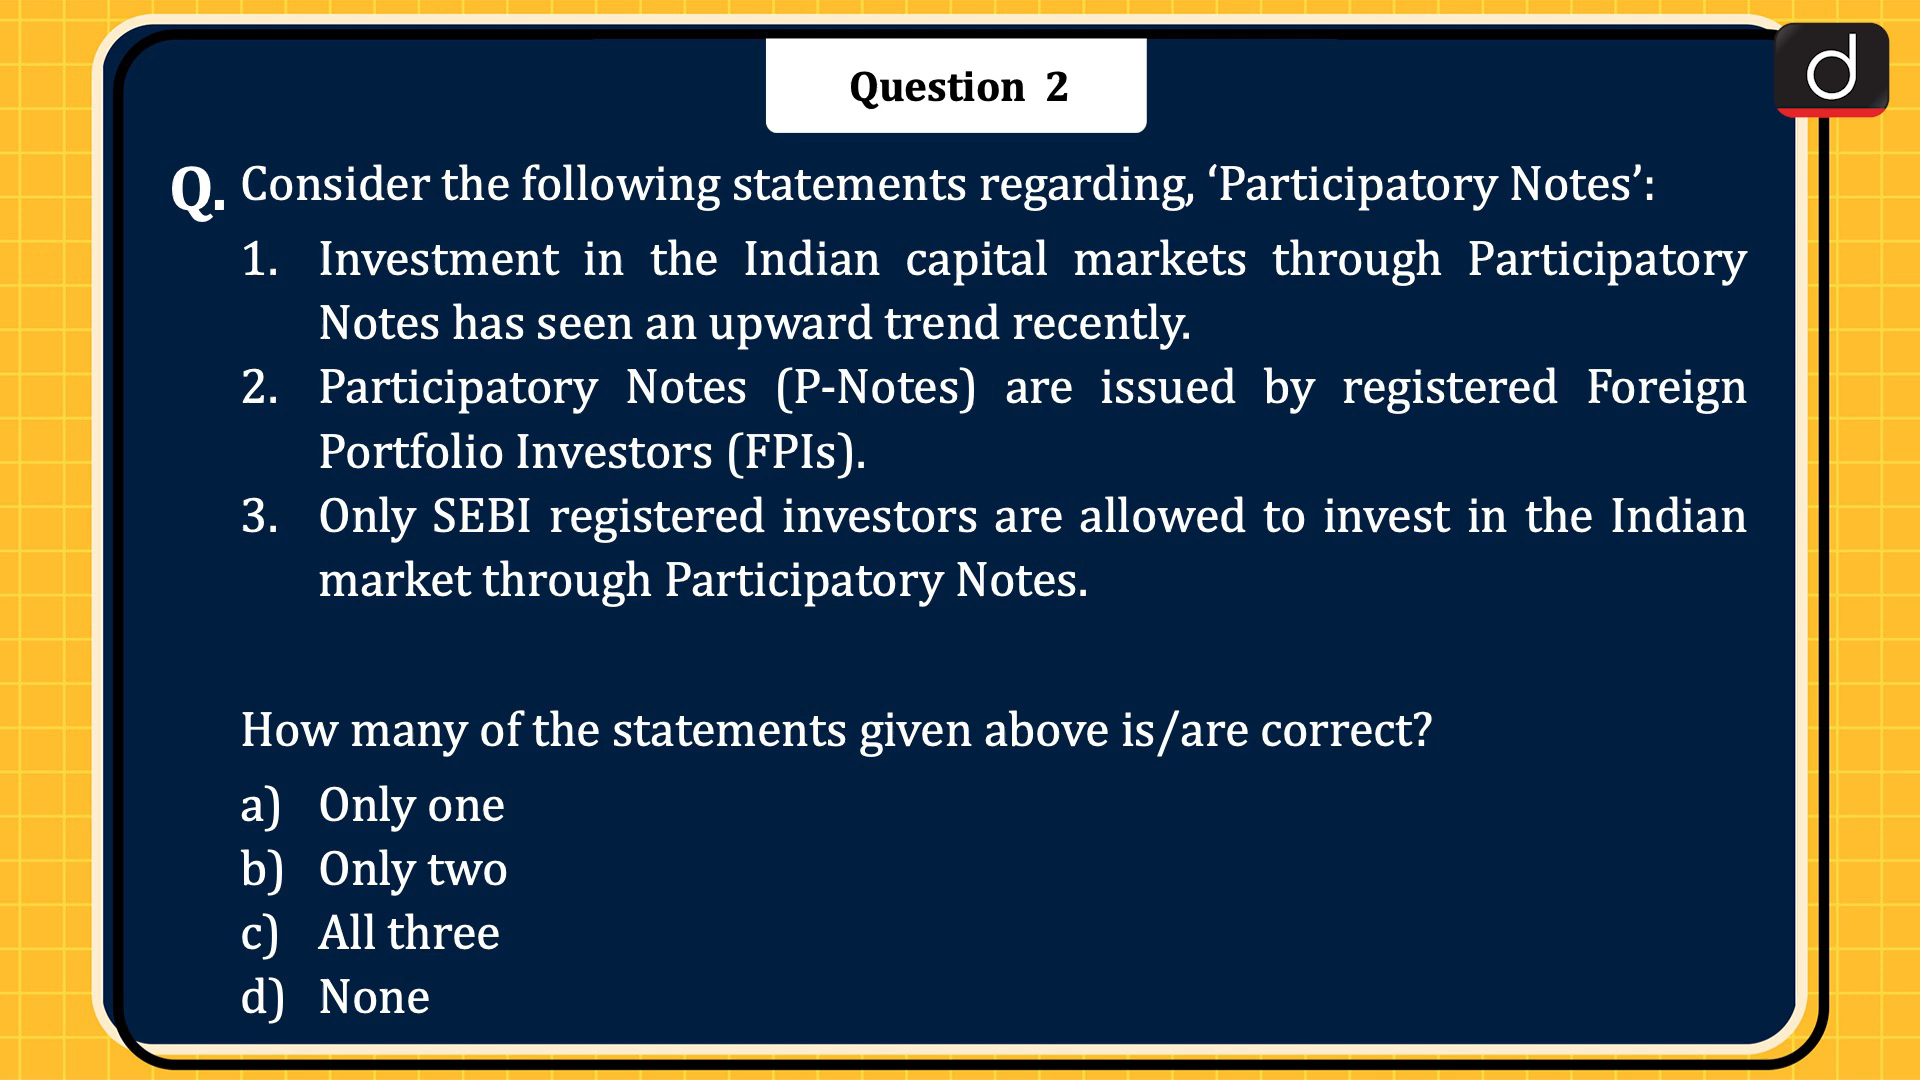 Question 2
Q. Consider the following statements regarding, ‘Participatory Notes’:
1. Investment in the Indian capital markets through Participatory
Notes has seen an upward trend recently.
2. Participatory Notes (P-Notes) are issued by registered Foreign
Portfolio Investors (FPIs).
3. Only SEBI registered investors are allowed to invest in the Indian
market through Participatory Notes.
How many of the statements given above is/are correct?
a) Only one
b) Only two
c) All three
d) None
d